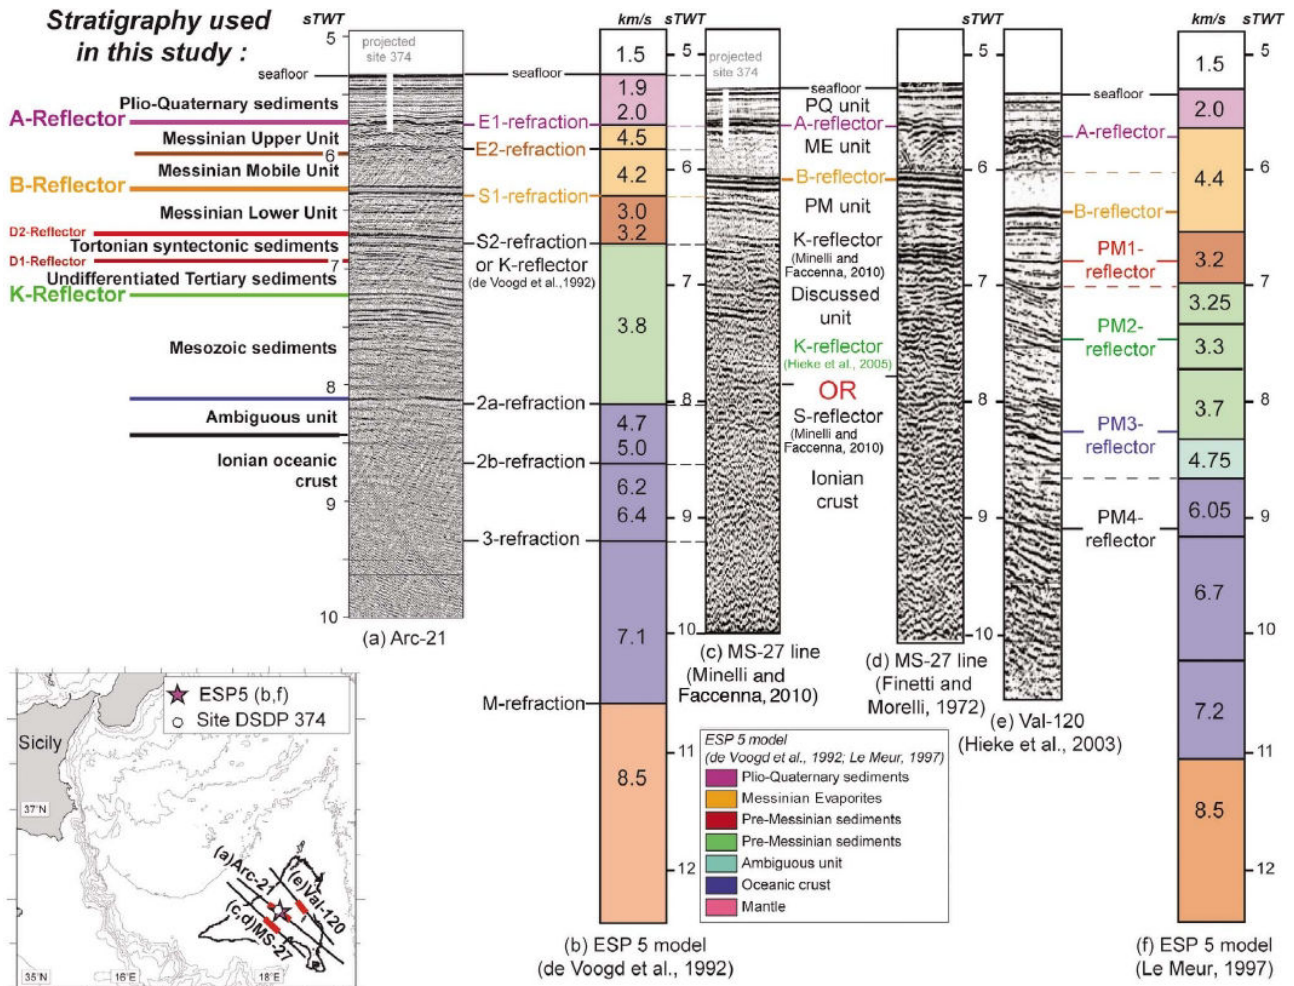 Stratigraphy used
in this study :
sTWT
5
projected
site 374
seafloor
Plio-Quaternary sediments
A-Reflector
Messinian Upper Unit
6
Messinian Mobile Unit
B-Reflector
Messinian Lower Unit
D2-Reflector
Tortonian syntectonic sediments
D1-Reflector
7
Undifferentiated Tertiary sediments
K-Reflector
Mesozoic sediments
8
Ambiguous unit
Ionian oceanic
crust
9
10
(a) Arc-21
seafloor
E1-refraction
E2-refraction
S1-refraction
S2-refraction
or K-reflector
(de Voogd et al.,1992)
2a-refraction
2b-refraction
3-refraction
M-refraction
km/s
1.5
1.9
2.0
4.5
4.2
3.0
3.2
3.8
4.7
5.0
6.2
6.4
7.1
8.5
(b) ESP 5 model
(de Voogd et al., 1992)
sTWT
5
6
7
8
9
10
11
12
projected
site 374
(c) MS-27 line
(Minelli and
Faccenna, 2010)
seafloor
PQ unit
A-reflector
ME unit
B-reflector
PM unit
K-reflector
(Minelli and
Faccenna, 2010)
Discussed
unit
K-reflector
(Hieke et al., 2005)
OR
S-reflector
(Minelli and
Faccenna, 2010)
Ionian
crust
(d) MS-27 line
(Finetti and
Morelli, 1972)
sTWT
5
6
7
8
9
10
(e) Val-120
(Hieke et al., 2003)
seafloor
A-reflector
B-reflector
PM1-
reflector
PM2-
reflector
PM3-
reflector
PM4-
reflector
km/s
1.5
2.0
4.4
3.2
3.25
3.3
3.7
4.75
6.05
6.7
7.2
8.5
(f) ESP 5 model
(Le Meur, 1997)
sTWT
5
6
7
8
9
10
11
12
ESP 5 model
(de Voogd et al., 1992; Le Meur, 1997)
Plio-Quaternary sediments
Messinian Evaporites
Pre-Messinian sediments
Pre-Messinian sediments
Ambiguous unit
Oceanic crust
Mantle
ESP5 (b,f)
Site DSDP 374
Sicily
37°N
(a)Arc-21
(e)Val-120
(c,d)MS-27
35°N
16°E
18°E